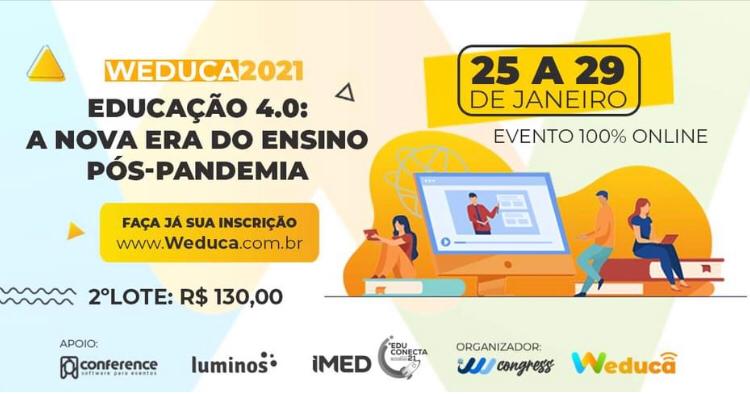 WEDUCA2021
EDUCAÇÃO 4.0:
A NOVA ERA DO ENSINO
PÓS-PANDEMIA
25 A 29
DE JANEIRO
EVENTO 100% ONLINE
FAÇA JÁ SUA INSCRIÇÃO
www.Weduca.com.br
2ºLOTE: R$ 130,00
APOIO:
conference
software para eventos
luminos
iMED
EDU
CONECTA
21
ORGANIZADOR:
congress
Weduca